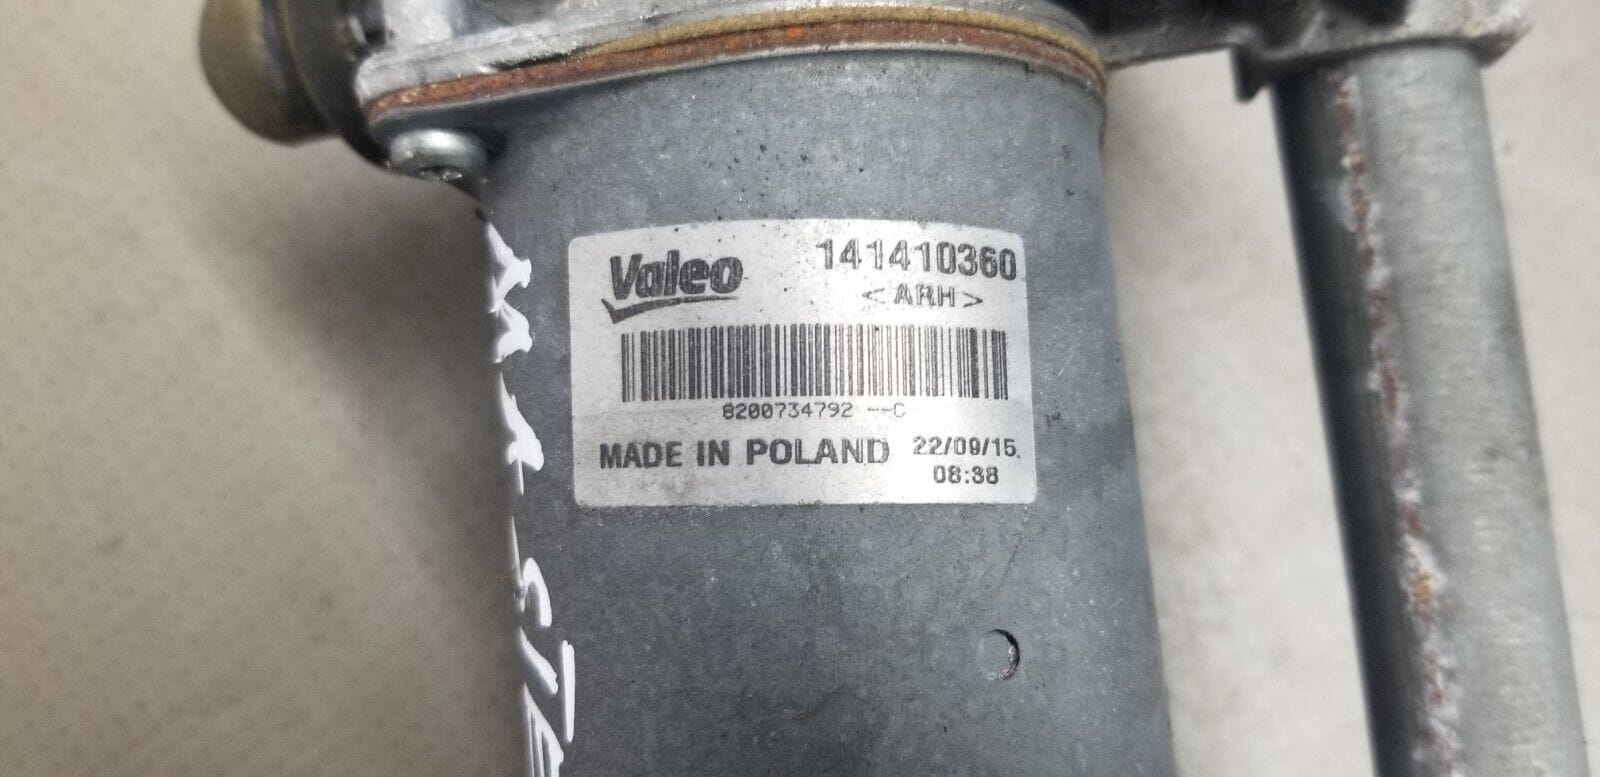 Valeo
141410360
<ARH>
8200734792 --C
MADE IN POLAND
22/09/15
08:38